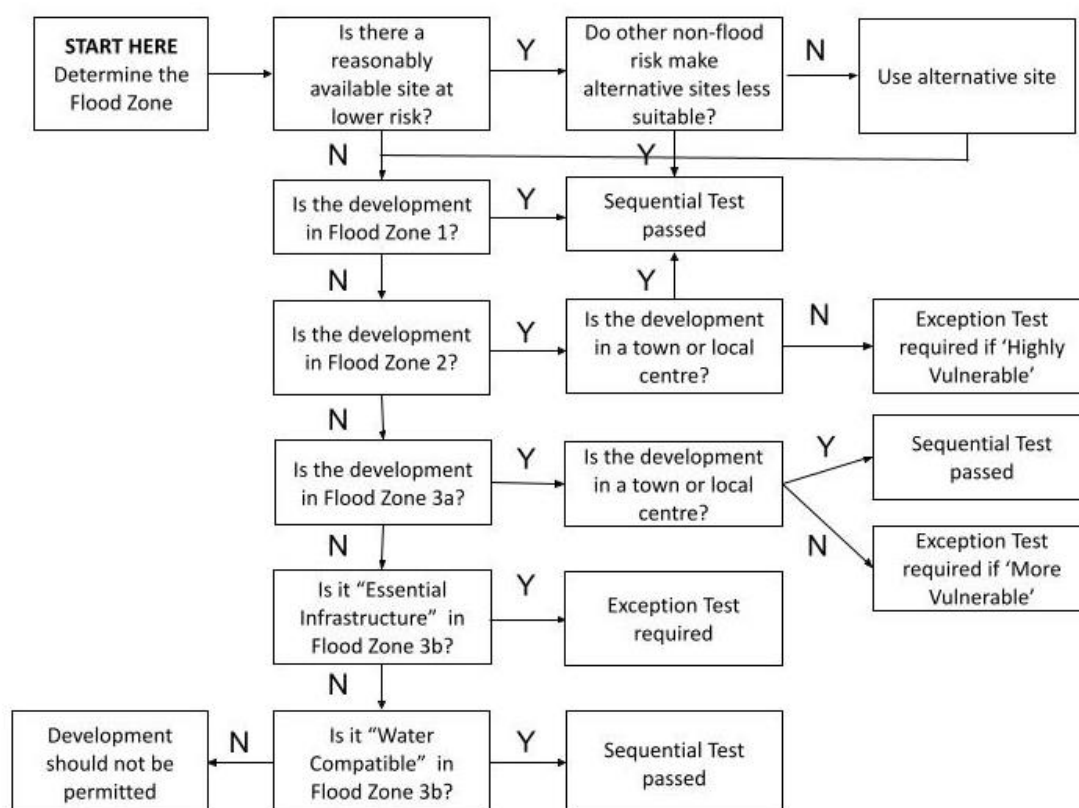 START HERE
Determine the
Flood Zone
Is there a
reasonably
available site at
lower risk?
Y
Do other non-flood
risk make
alternative sites less
suitable?
N
Use alternative site
N
Y
Is the development
in Flood Zone 1?
Y
Sequential Test
passed
N
Y
Is the development
in Flood Zone 2?
Y
Is the development
in a town or local
centre?
N
Exception Test
required if ‘Highly
Vulnerable’
N
Is the development
in Flood Zone 3a?
Y
Is the development
in a town or local
centre?
Y
Sequential Test
passed
N
Exception Test
required if ‘More
Vulnerable’
N
Is it “Essential
Infrastructure” in
Flood Zone 3b?
Y
Exception Test
required
N
Development
should not be
permitted
N
Is it “Water
Compatible” in
Flood Zone 3b?
Y
Sequential Test
passed